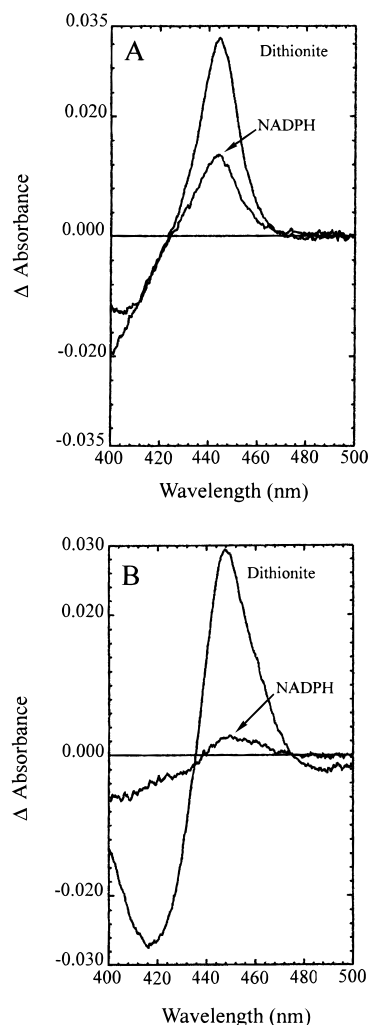 A
Dithionite
NADPH
0.035
0.020
0.000
-0.020
-0.035
Δ Absorbance
400 420 440 460 480 500
Wavelength (nm)
B
Dithionite
NADPH
0.030
0.020
0.000
-0.020
-0.030
Δ Absorbance
400 420 440 460 480 500
Wavelength (nm)